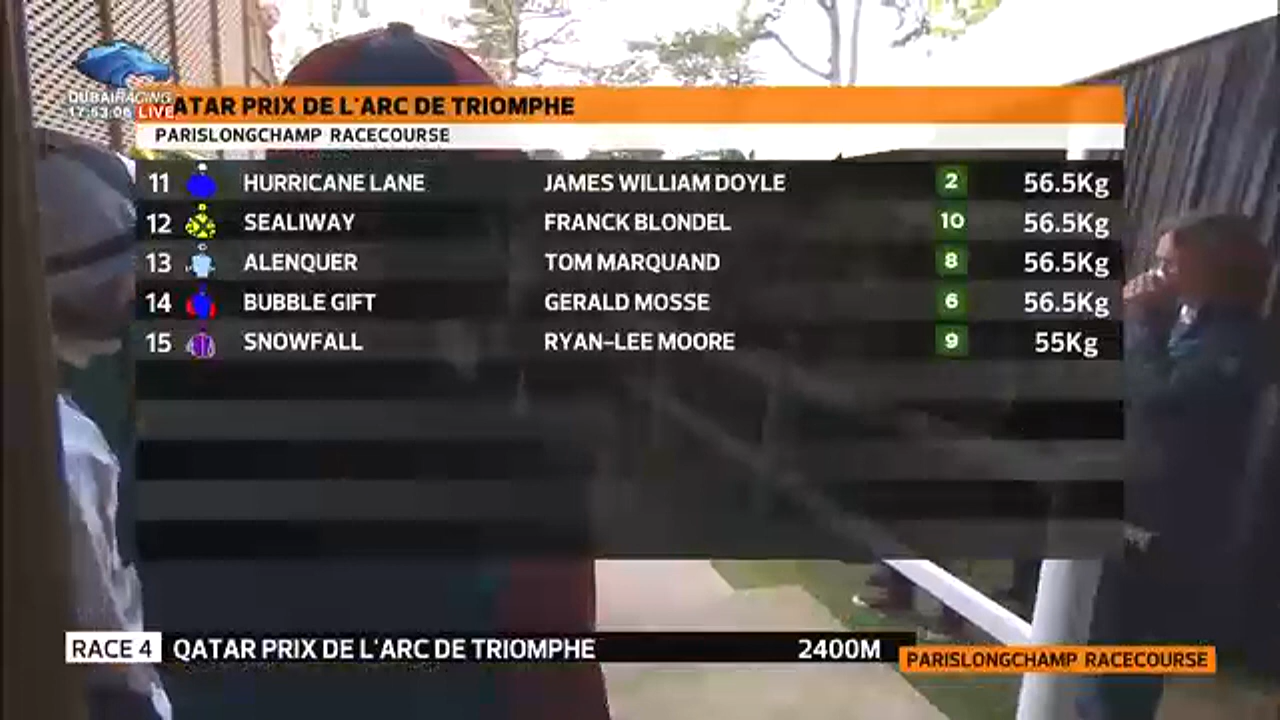 DUBAI RACING
17:53:06 LIVE
QATAR PRIX DE L'ARC DE TRIOMPHE
PARISLONGCHAMP RACECOURSE
11 HURRICANE LANE JAMES WILLIAM DOYLE 2 56.5Kg
12 SEALIWAY FRANCK BLONDEL 10 56.5Kg
13 ALENQUER TOM MARQUAND 8 56.5Kg
14 BUBBLE GIFT GERALD MOSSE 6 56.5Kg
15 SNOWFALL RYAN-LEE MOORE 9 55Kg
RACE 4 QATAR PRIX DE L'ARC DE TRIOMPHE 2400M
PARISLONGCHAMP RACECOURSE